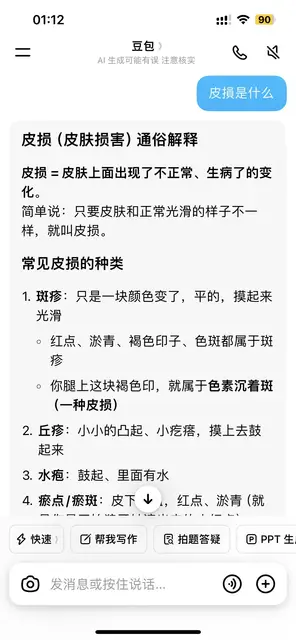 01:12
90
豆包
AI 生成可能有误 注意核实
皮損是什么
皮损（皮肤损害）通俗解释
皮损 = 皮肤上面出现了不正常、生病了的变
化。
简单说：只要皮肤和正常光滑的样子不一
样，就叫皮损。
常见皮损的种类
1. 斑疹：只是一块颜色变了，平的，摸起来
光滑
红点、淤青、褐色印子、色斑都属于斑
疹
你腿上这块褐色印，就属于色素沉着斑
（一种皮损）
2. 丘疹：小小的凸起、小疙瘩，摸上去鼓
起来
3. 水疱：鼓起、里面有水
4. 瘀点/瘀斑：皮下 ，红点、淤青（就
快速
帮我写作
拍题答疑
PPT 生
发消息或按住说话...